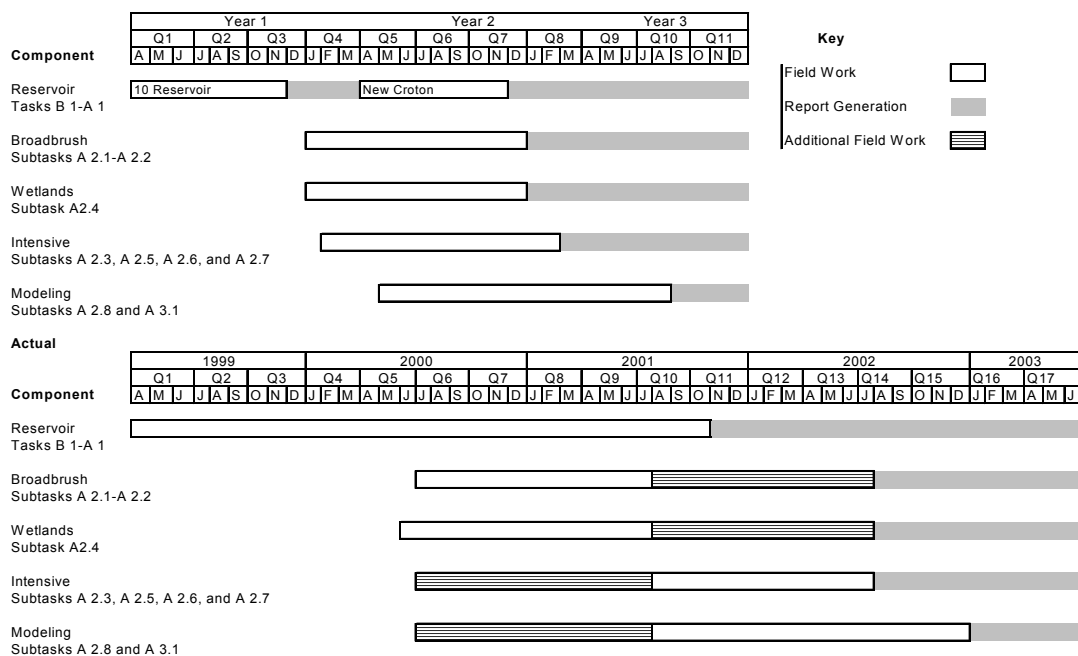 Year 1 Year 2 Year 3
Q1 Q2 Q3 Q4 Q5 Q6 Q7 Q8 Q9 Q10 Q11
Component A M J J A S O N D J F M A M J J A S O N D J F M A M J J A S O N D
Key
Field Work
Report Generation
Additional Field Work
Reservoir 10 Reservoir New Croton
Tasks B 1-A 1
Broadbrush
Subtasks A 2.1-A 2.2
Wetlands
Subtask A2.4
Intensive
Subtasks A 2.3, A 2.5, A 2.6, and A 2.7
Modeling
Subtasks A 2.8 and A 3.1
Actual
1999 2000 2001 2002 2003
Q1 Q2 Q3 Q4 Q5 Q6 Q7 Q8 Q9 Q10 Q11 Q12 Q13 Q14 Q15 Q16 Q17
Component A M J J A S O N D J F M A M J J A S O N D J F M A M J J A S O N D J F M A M J J A S O N D J F M A M J
Reservoir
Tasks B 1-A 1
Broadbrush
Subtasks A 2.1-A 2.2
Wetlands
Subtask A2.4
Intensive
Subtasks A 2.3, A 2.5, A 2.6, and A 2.7
Modeling
Subtasks A 2.8 and A 3.1